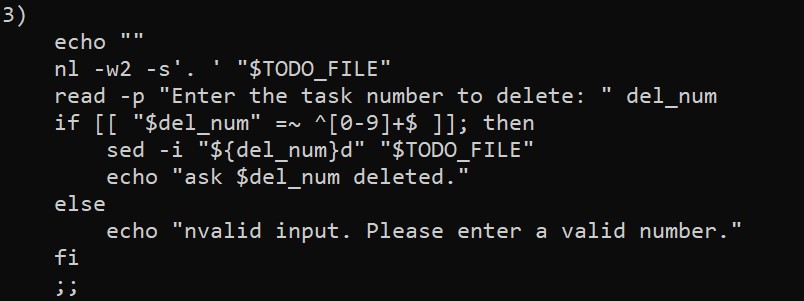 3)
    echo ""
    nl -w2 -s'. ' "$TODO_FILE"
    read -p "Enter the task number to delete: " del_num
    if [[ "$del_num" =~ ^[0-9]+$ ]]; then
        sed -i "${del_num}d" "$TODO_FILE"
        echo "ask $del_num deleted."
    else
        echo "nvalid input. Please enter a valid number."
    fi
    ;;